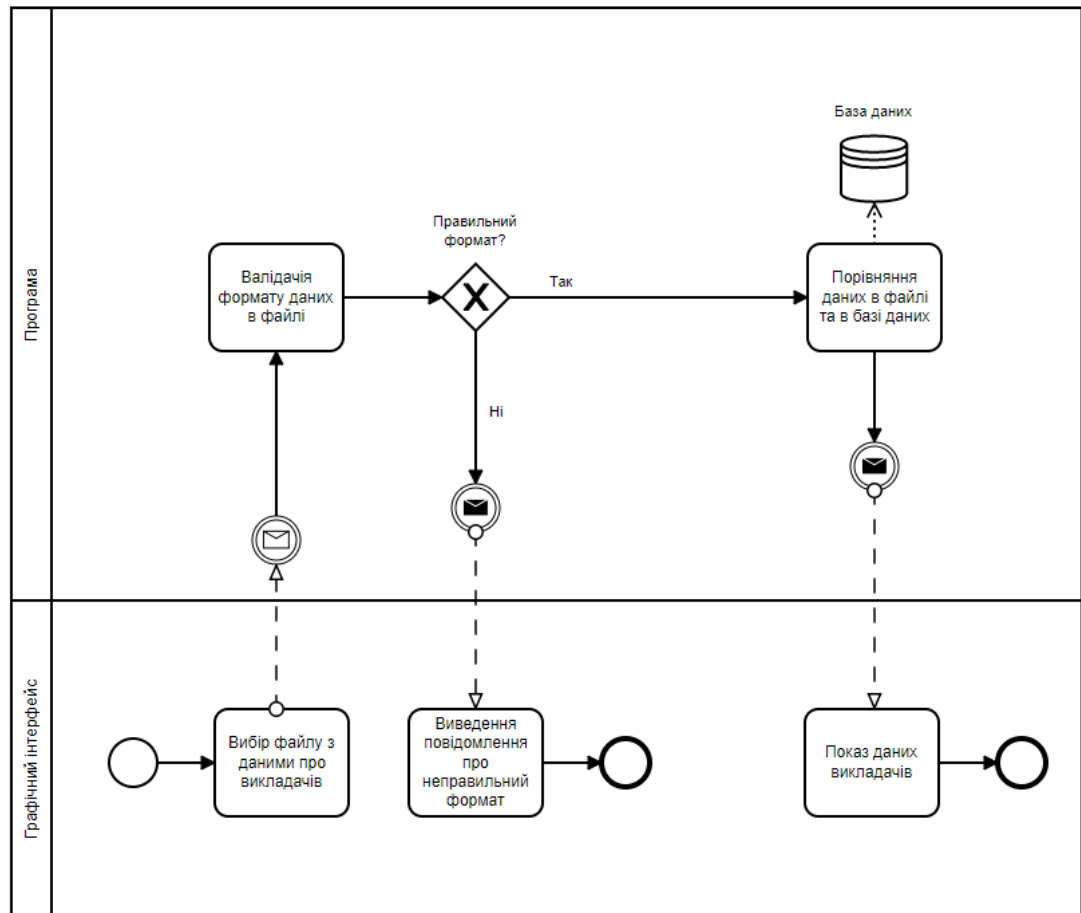 Програма
База даних
Правильний
формат?
Валідачія
формату даних
в файлі
Так
Порівняння
даних в файлі
та в базі даних
Ні
Графічний інтерфейс
Вибір файлу з
даними про
викладачів
Виведення
повідомлення
про
неправильний
формат
Показ даних
викладачів